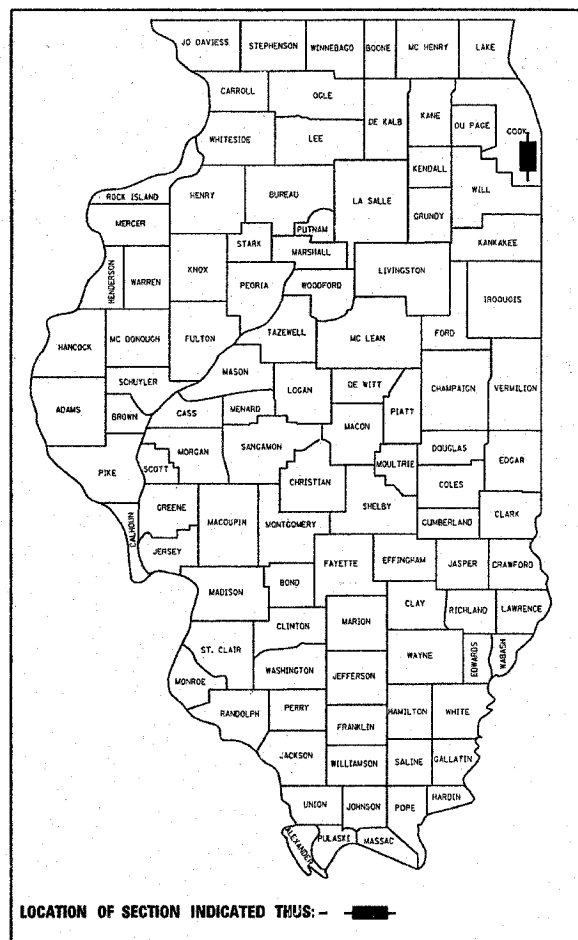 JO DAVIESS
STEPHENSON
WINNEBAGO
BOONE
MC HENRY
LAKE
CARROLL
OGLE
DE KALB
KANE
DU PAGE
COOK
WHITESIDE
LEE
KENDALL
WILL
ROCK ISLAND
HENRY
BUREAU
LA SALLE
GRUNDY
MERCER
PUTNAM
STARK
MARSHALL
KANKAKEE
HENDERSON
WARREN
KNOX
PEORIA
WOODFORD
LIVINGSTON
IROQUOIS
FORD
HANCOCK
MC DONOUGH
FULTON
TAZEWELL
MC LEAN
SCHUYLER
MASON
LOGAN
DE WITT
CHAMPAIGN
VERMILION
ADAMS
BROWN
CASS
MENARD
PIATT
MACON
MORGAN
SANGAMON
DOUGLAS
EDGAR
PIKE
SCOTT
CHRISTIAN
MOULTRIE
COLES
SHELBY
CALHOUN
GREENE
MACOUPIN
MONTGOMERY
CUMBERLAND
CLARK
JERSEY
FAYETTE
EFFINGHAM
JASPER
CRAWFORD
MADISON
BOND
CLAY
RICHLAND
LAWRENCE
CLINTON
MARION
ST. CLAIR
WAYNE
EDWARDS
WABASH
WASHINGTON
JEFFERSON
MONROE
RANDOLPH
PERRY
HAMILTON
WHITE
FRANKLIN
JACKSON
WILLIAMSON
SALINE
GALLATIN
UNION
JOHNSON
POPE
HARDIN
ALEXANDER
PULASKI
MASSAC
LOCATION OF SECTION INDICATED THUS: -